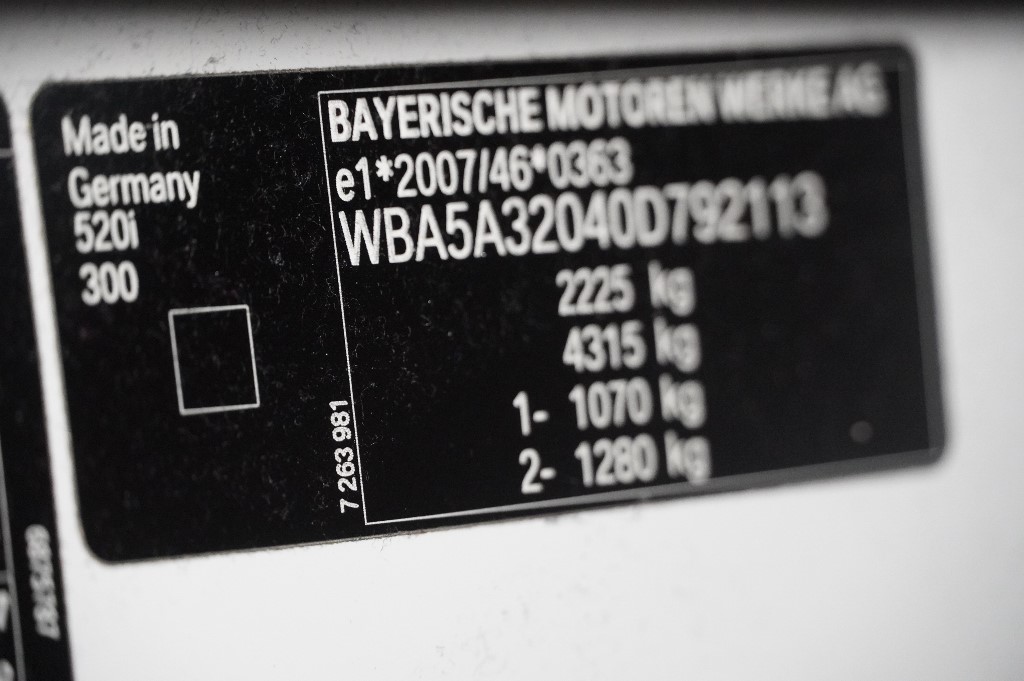 Made in
Germany
520i
300
BAYERISCHE MOTOREN WERKE AG
e1*2007/46*0363
WBA5A32040D792113
2225 kg
4315 kg
1- 1070 kg
2- 1280 kg
7 263 981